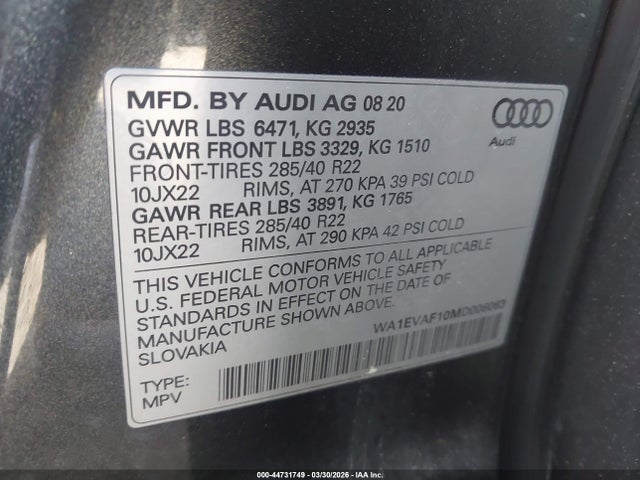 MFD. BY AUDI AG 08 20
GVWR LBS 6471, KG 2935
GAWR FRONT LBS 3329, KG 1510
FRONT-TIRES 285/40 R22
10JX22 RIMS, AT 270 KPA 39 PSI COLD
GAWR REAR LBS 3891, KG 1765
REAR-TIRES 285/40 R22
10JX22 RIMS, AT 290 KPA 42 PSI COLD
Audi
THIS VEHICLE CONFORMS TO ALL APPLICABLE
U.S. FEDERAL MOTOR VEHICLE SAFETY
STANDARDS IN EFFECT ON THE DATE OF
MANUFACTURE SHOWN ABOVE.
SLOVAKIA
WA1EVAF10MD006063
TYPE:
MPV
000-44731749 | 03/30/2026 - IAA Inc.